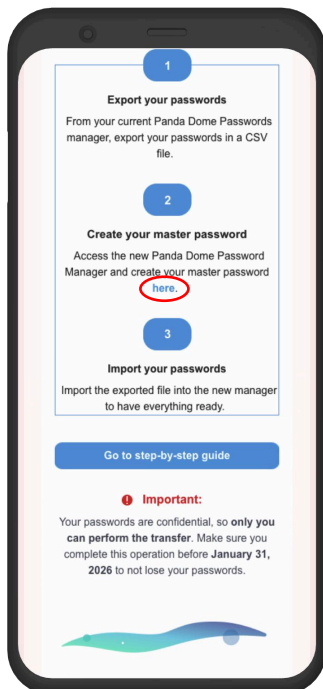 1
Export your passwords
From your current Panda Dome Passwords
manager, export your passwords in a CSV
file.
2
Create your master password
Access the new Panda Dome Password
Manager and create your master password
here.
3
Import your passwords
Import the exported file into the new manager
to have everything ready.
Go to step-by-step guide
Important:
Your passwords are confidential, so only you
can perform the transfer. Make sure you
complete this operation before January 31,
2026 to not lose your passwords.